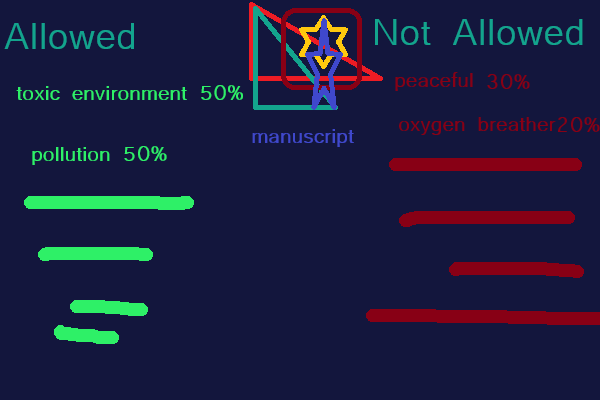 Allowed
toxic environment 50%
pollution 50%
manuscript
Not Allowed
peaceful 30%
oxygen breather20%